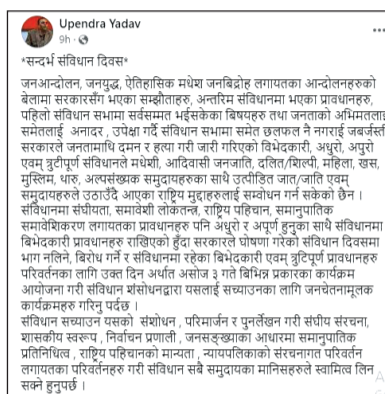 Upendra Yadav
9h ·
*सन्दर्भ संविधान दिवस*
जनआन्दोलन, जनयुद्ध, ऐतिहासिक मधेश जनबिद्रोह लगायतका आन्दोलनहरुको
बेलामा सरकारसँग भएका सम्झौताहरु, अन्तरिम संविधानमा भएका प्रावधानहरु,
पहिलो संविधान सभामा सर्वसम्मत भईसकेका बिषयहरु तथा जनताको अभिमतलाई
समेतलाई अनादर , उपेक्षा गर्दै संविधान सभामा समेत छलफल नै नगराई जबर्जस्ती
सरकारले जनतामाथि दमन र हत्या गरी जारी गरिएको विभेदकारी, अधुरो, अपुरो
एवम् त्रुटीपूर्ण संविधानले मधेशी, आदिवासी जनजाति, दलित/शिल्पी, महिला, खस,
मुस्लिम, थारु, अल्पसंख्यक समुदायहरुका साथै उत्पीडित जात/जाति एवम्
समुदायहरुले उठाउँदै आएका राष्ट्रिय मुद्दाहरुलाई सम्वोधन गर्न सकेको छैन ।
संविधानमा संघीयता, समावेशी लोकतन्त्र, राष्ट्रिय पहिचान, समानुपातिक
समावेशिकरण लगायतका प्रावधानहरु पनि अधुरो र अपूर्ण हुनुका साथै संविधानमा
बिभेदकारी प्रावधानहरु राखिएको हुँदा सरकारले घोषणा गरेको संविधान दिवसमा
भाग नलिने, बिरोध गर्ने र संविधानमा रहेका बिभेदकारी एवम् त्रुटिपूर्ण प्रावधानहरु
परिवर्तनका लागि उक्त दिन अर्थात असोज ३ गते बिभिन्न प्रकारका कार्यक्रम
आयोजना गरी संविधान शंसोधनद्वारा यसलाई सच्याउनका लागि जनचेतनामूलक
कार्यक्रमहरु गरिनु पर्दछ ।
संविधान सच्याउन यसको संशोधन , परिमार्जन र पुनर्लेखन गरी संघीय संरचना,
शासकीय स्वरुप , निर्वाचन प्रणाली , जनसङ्ख्याका आधारमा समानुपातिक
प्रतिनिधित्व , राष्ट्रिय पहिचानको मान्यता , न्यायपलिकाको संरचनागत परिवर्तन
लगायतका परिवर्तनहरु गरी संविधान सबै समुदायका मानिसहरुले स्वामित्व लिन
सक्ने हुनुपर्छ ।